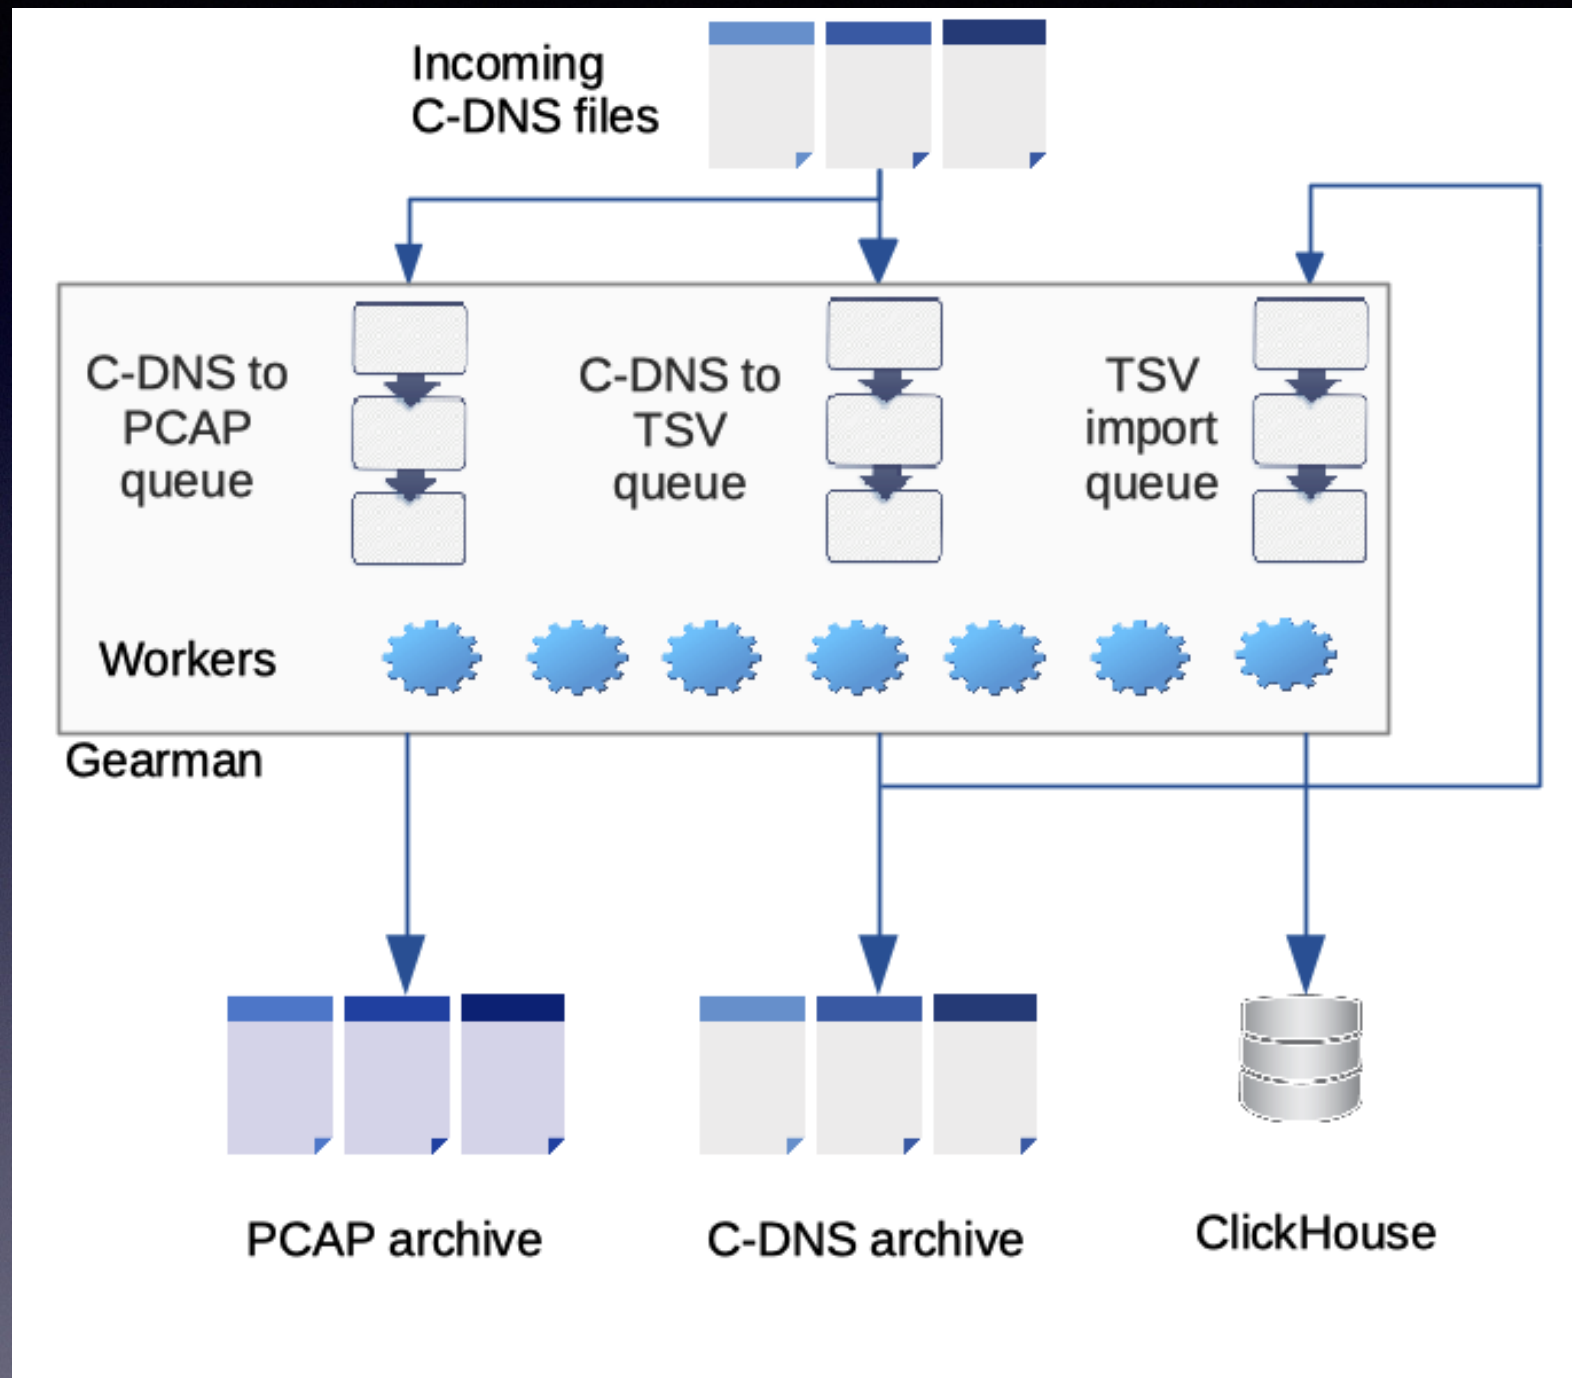 Incoming
C-DNS files
C-DNS to
PCAP
queue
C-DNS to
TSV
queue
TSV
import
queue
Workers
Gearman
PCAP archive
C-DNS archive
ClickHouse